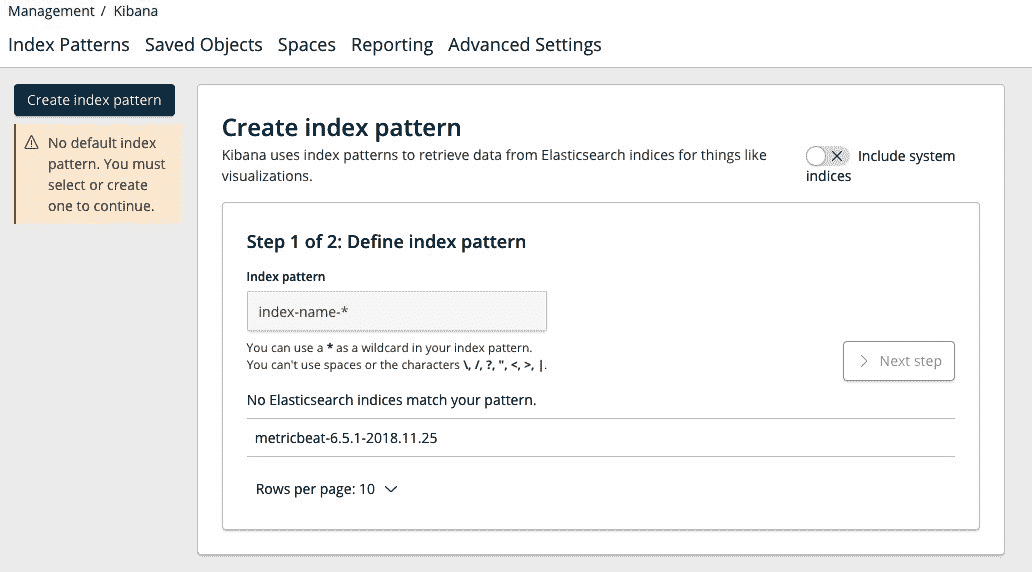 Management / Kibana
Index Patterns Saved Objects Spaces Reporting Advanced Settings
Create index pattern
No default index
pattern. You must
select or create
one to continue.
Create index pattern
Kibana uses index patterns to retrieve data from Elasticsearch indices for things like
visualizations.
Include system
indices
Step 1 of 2: Define index pattern
Index pattern
index-name-*
You can use a * as a wildcard in your index pattern.
You can't use spaces or the characters \, /, ?, ", <, >, |.
Next step
No Elasticsearch indices match your pattern.
metricbeat-6.5.1-2018.11.25
Rows per page: 10